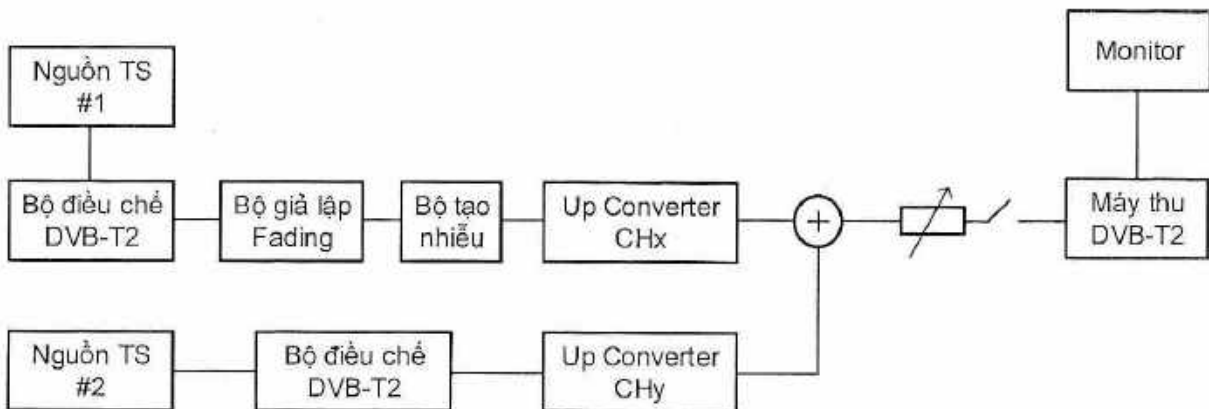 Nguồn TS
#1
Monitor
Bộ điều chế
DVB-T2
Bộ giả lập
Fading
Bộ tạo
nhiễu
Up Converter
CHx
+
Máy thu
DVB-T2
Nguồn TS
#2
Bộ điều chế
DVB-T2
Up Converter
CHy